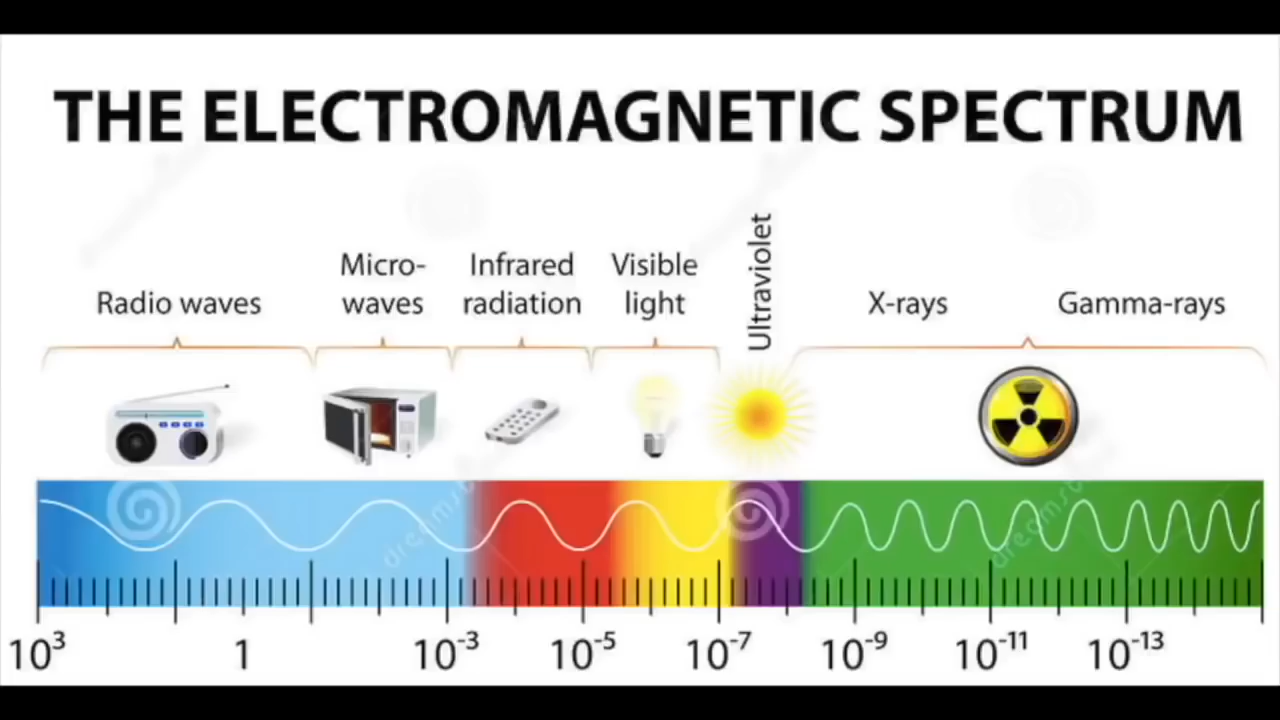 THE ELECTROMAGNETIC SPECTRUM
Radio waves
Micro-
waves
Infrared
radiation
Visible
light
Ultraviolet
X-rays
Gamma-rays
10³ 1 10⁻³ 10⁻⁵ 10⁻⁷ 10⁻⁹ 10⁻¹¹ 10⁻¹³